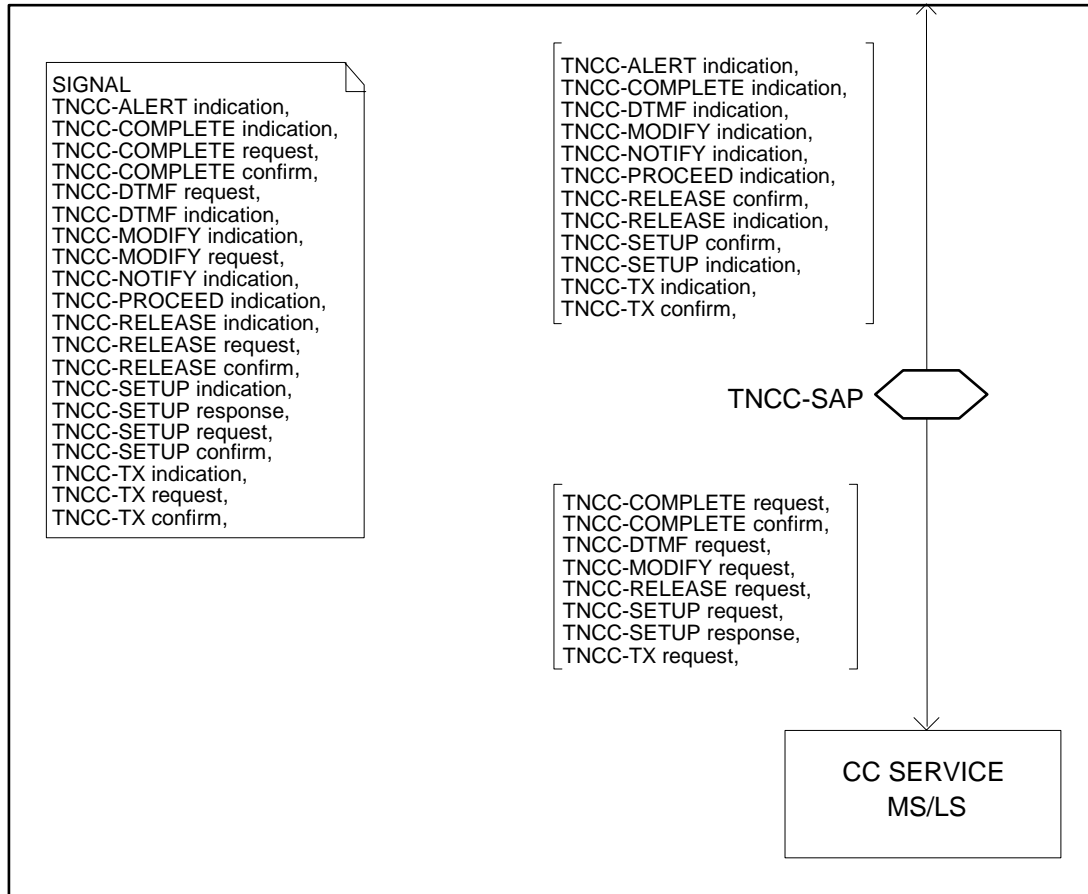 SIGNAL
TNCC-ALERT indication,
TNCC-COMPLETE indication,
TNCC-COMPLETE request,
TNCC-COMPLETE confirm,
TNCC-DTMF request,
TNCC-DTMF indication,
TNCC-MODIFY indication,
TNCC-MODIFY request,
TNCC-NOTIFY indication,
TNCC-PROCEED indication,
TNCC-RELEASE indication,
TNCC-RELEASE request,
TNCC-RELEASE confirm,
TNCC-SETUP indication,
TNCC-SETUP response,
TNCC-SETUP request,
TNCC-SETUP confirm,
TNCC-TX indication,
TNCC-TX request,
TNCC-TX confirm,
TNCC-ALERT indication,
TNCC-COMPLETE indication,
TNCC-DTMF indication,
TNCC-MODIFY indication,
TNCC-NOTIFY indication,
TNCC-PROCEED indication,
TNCC-RELEASE confirm,
TNCC-RELEASE indication,
TNCC-SETUP confirm,
TNCC-SETUP indication,
TNCC-TX indication,
TNCC-TX confirm,
TNCC-SAP
TNCC-COMPLETE request,
TNCC-COMPLETE confirm,
TNCC-DTMF request,
TNCC-MODIFY request,
TNCC-RELEASE request,
TNCC-SETUP request,
TNCC-SETUP response,
TNCC-TX request,
CC SERVICE
MS/LS